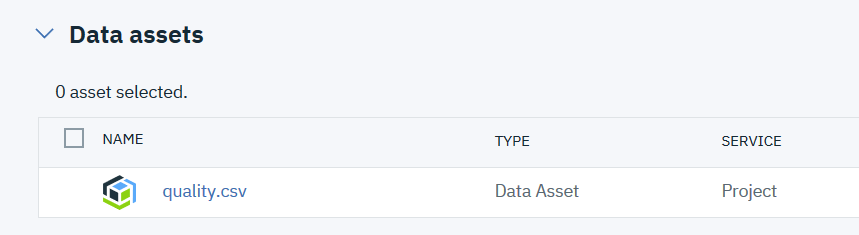 Data assets
0 asset selected.
NAME TYPE SERVICE
quality.csv Data Asset Project